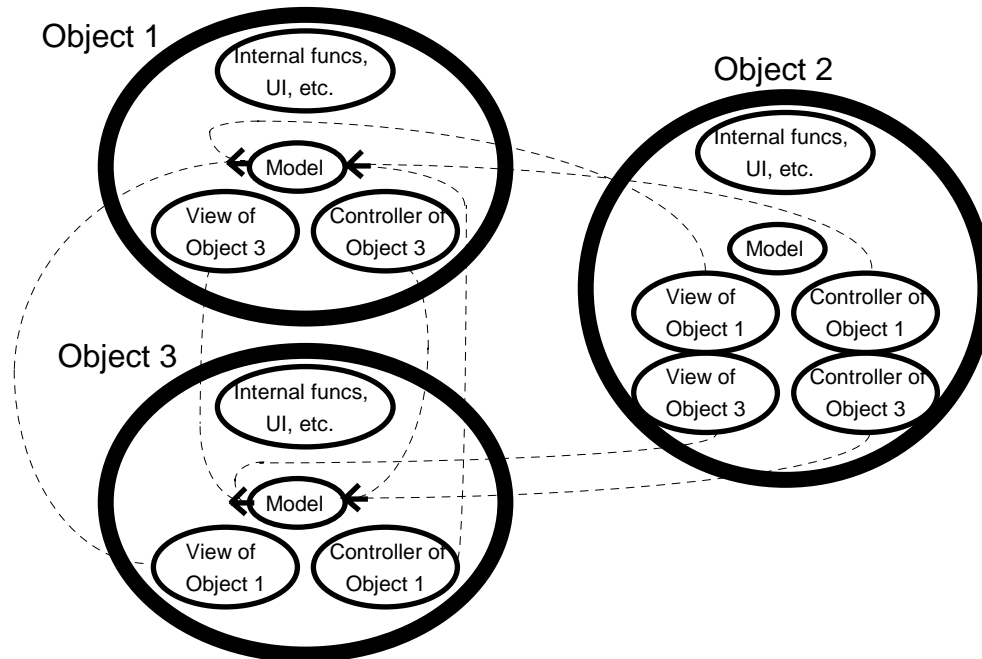 Object 1
Internal funcs,
UI, etc.
Model
View of
Object 3
Controller of
Object 3
Object 2
Internal funcs,
UI, etc.
Model
View of
Object 1
Controller of
Object 1
View of
Object 3
Controller of
Object 3
Object 3
Internal funcs,
UI, etc.
Model
View of
Object 1
Controller of
Object 1